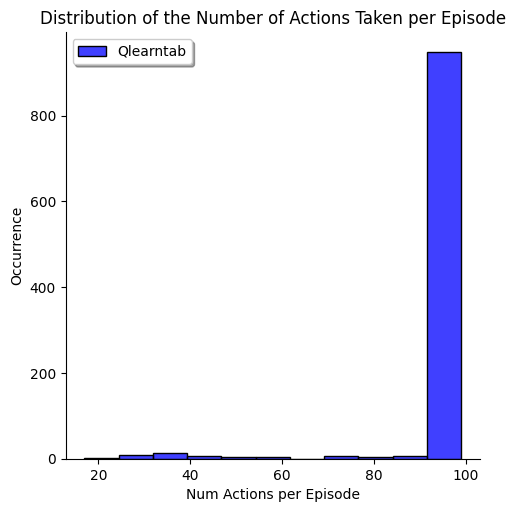 Distribution of the Number of Actions Taken per Episode
Qlearntab
Occurrence
800
600
400
200
0
20 40 60 80 100
Num Actions per Episode